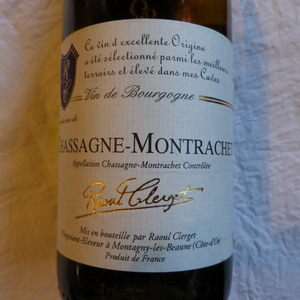 Ce vin d'excellente Origine
a été sélectionné parmi les meilleurs
terroirs et élevé dans mes Caves
Vin de Bourgogne
CHASSAGNE-MONTRACHET
Appellation Chassagne-Montrachet Contrôlée
Raoul Clerget
Mis en bouteille par Raoul Clerget
Négociant-Eleveur à Montagny-les-Beaune (Côte-d'Or)
Produit de France